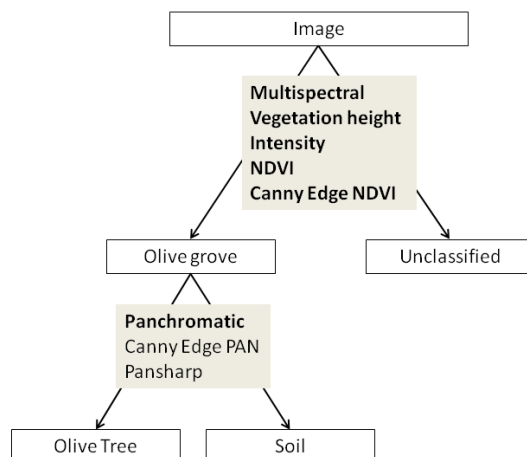 Image
Multispectral
Vegetation height
Intensity
NDVI
Canny Edge NDVI
Olive grove
Unclassified
Panchromatic
Canny Edge PAN
Pansharp
Olive Tree
Soil